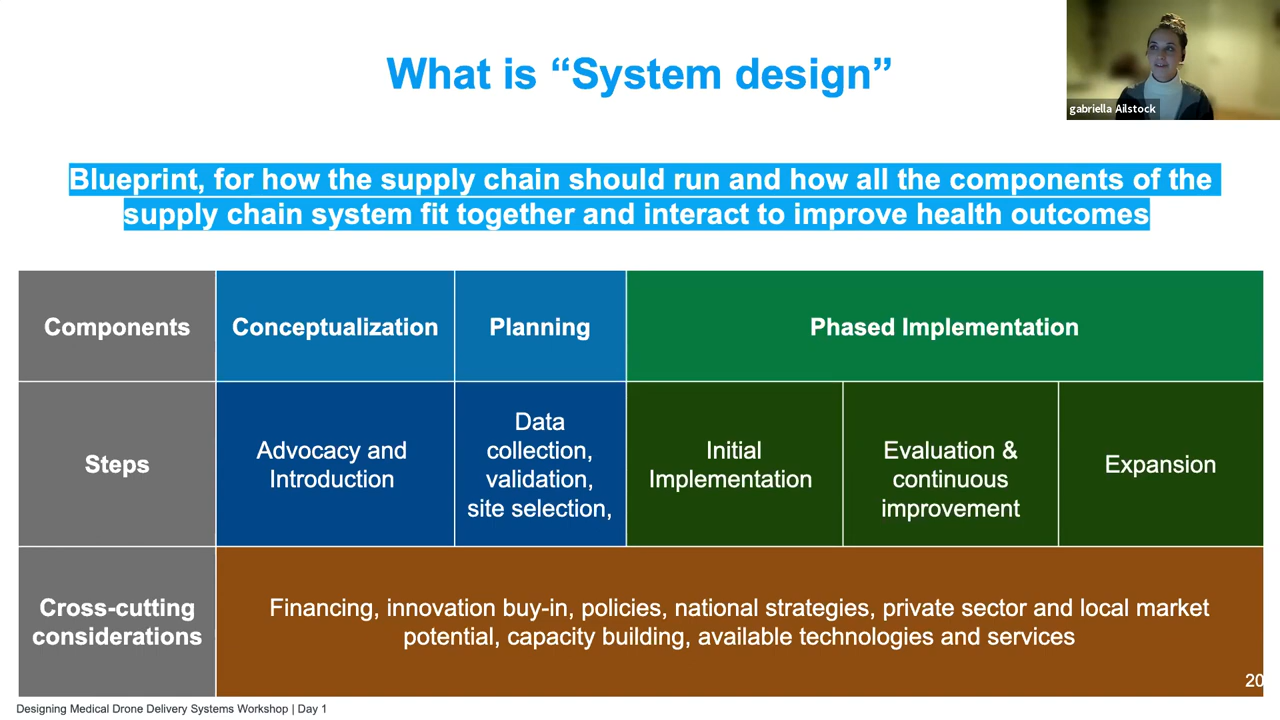 What is “System design”
gabriella Ailstock
Blueprint, for how the supply chain should run and how all the components of the
supply chain system fit together and interact to improve health outcomes
Components
Conceptualization
Planning
Phased Implementation
Steps
Advocacy and
Introduction
Data
collection,
validation,
site selection,
Initial
Implementation
Evaluation &
continuous
improvement
Expansion
Cross-cutting
considerations
Financing, innovation buy-in, policies, national strategies, private sector and local market
potential, capacity building, available technologies and services
20
Designing Medical Drone Delivery Systems Workshop | Day 1